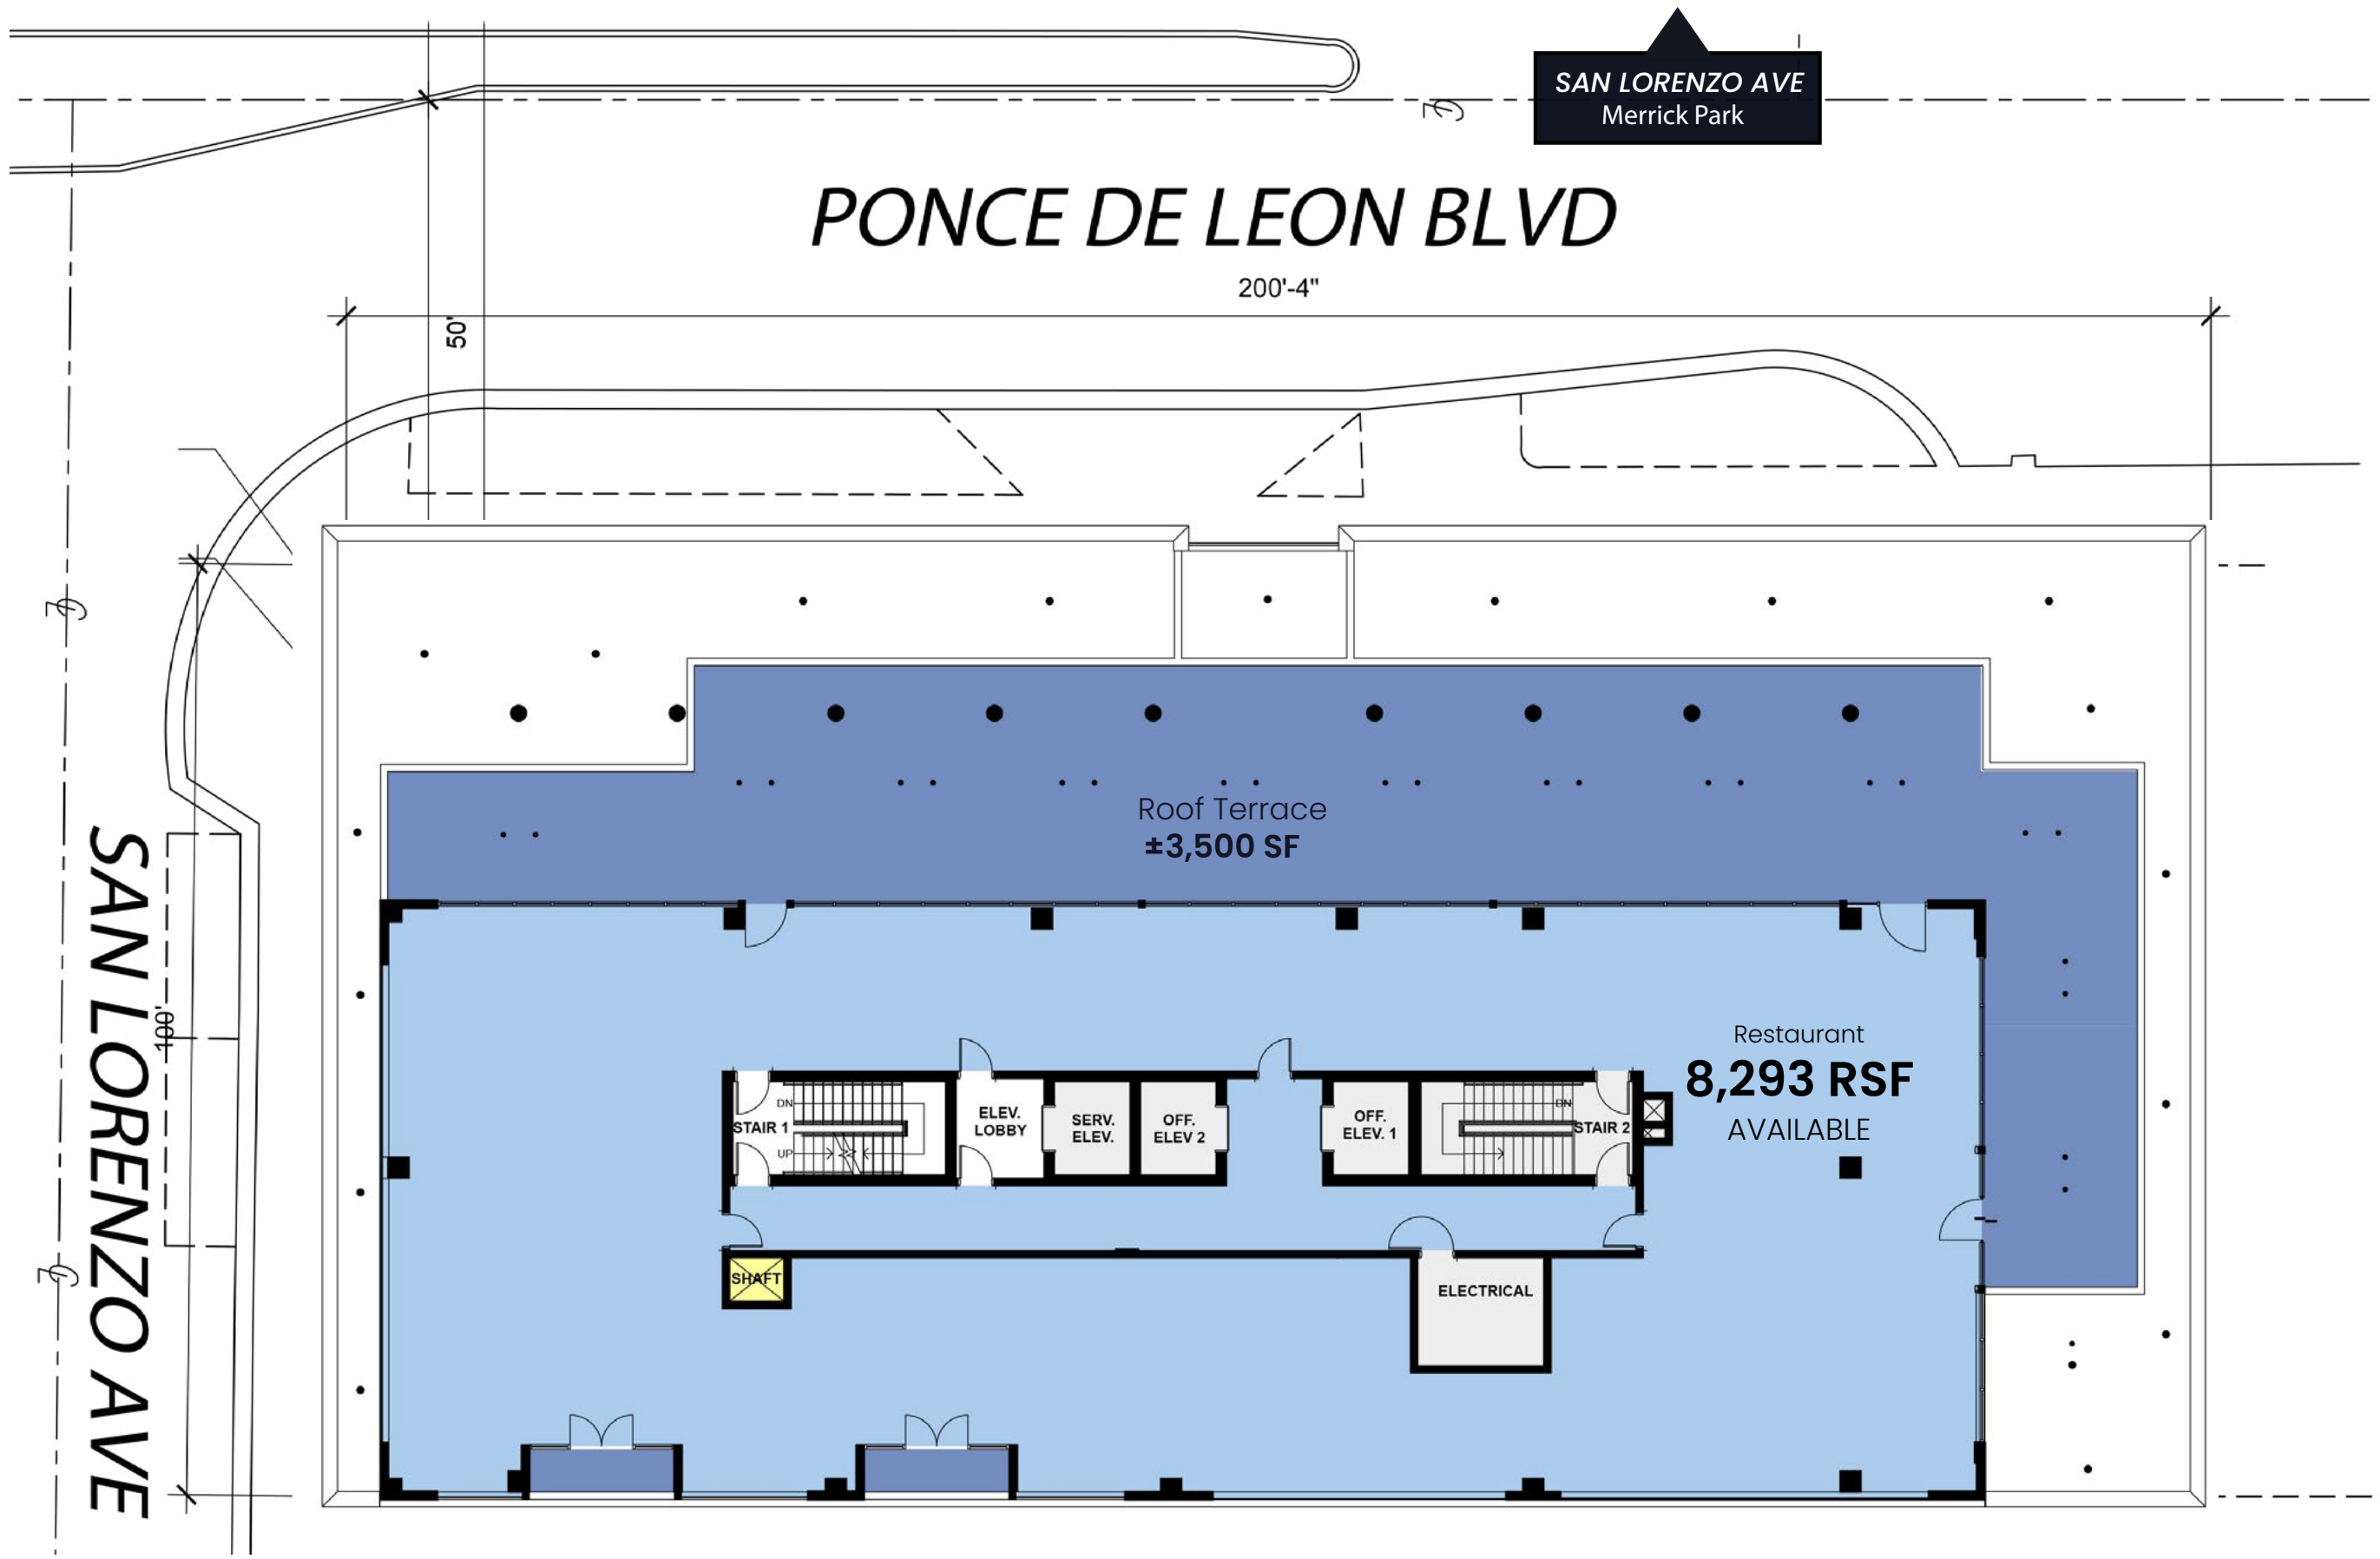 SAN LORENZO AVE
Merrick Park
PONCE DE LEON BLVD
200'-4"
50'
Roof Terrace
±3,500 SF
SAN LORENZO AVE
100'
Restaurant
8,293 RSF
AVAILABLE
DN
STAIR 1
UP
ELEV.
LOBBY
SERV.
ELEV.
OFF.
ELEV 2
OFF.
ELEV. 1
DN
STAIR 2
SHAFT
ELECTRICAL